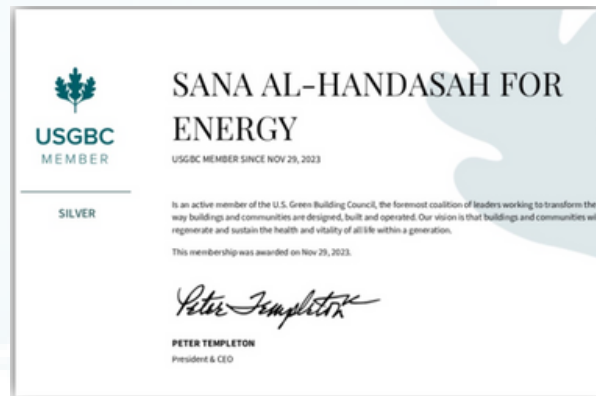 USGBC
MEMBER
SILVER
SANA AL-HANDASAH FOR
ENERGY
USGBC MEMBER SINCE NOV 29, 2023
Is an active member of the U.S. Green Building Council, the foremost coalition of leaders working to transform the
way buildings and communities are designed, built and operated. Our vision is that buildings and communities wi
regenerate and sustain the health and vitality of all life within a generation.
This membership was awarded on Nov 29, 2023.
Peter Templeton
PETER TEMPLETON
President & CEO